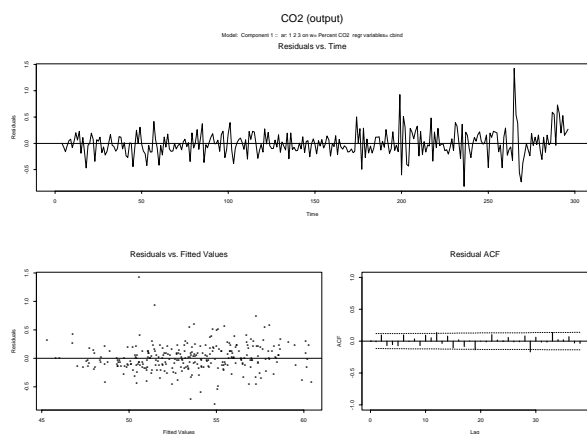 CO2 (output)
Model: Component 1 :: ar: 1 2 3 on w= Percent CO2 regr variables= cbind
Residuals vs. Time
Residuals
1.5
1.0
0.5
0.0
-0.5
0
50
100
150
200
250
300
Time
Residuals vs. Fitted Values
Residuals
1.5
1.0
0.5
0.0
-0.5
45
50
55
60
Fitted Values
Residual ACF
ACF
1.0
0.5
0.0
-0.5
-1.0
0
10
20
30
Lag